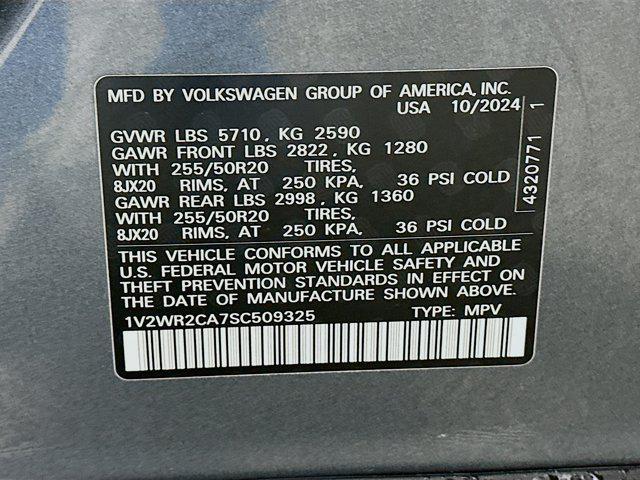 MFD BY VOLKSWAGEN GROUP OF AMERICA, INC.
USA 10/2024
GVWR LBS 5710, KG 2590
GAWR FRONT LBS 2822, KG 1280
WITH 255/50R20 TIRES,
8JX20 RIMS, AT 250 KPA, 36 PSI COLD
GAWR REAR LBS 2998, KG 1360
WITH 255/50R20 TIRES,
8JX20 RIMS, AT 250 KPA, 36 PSI COLD
THIS VEHICLE CONFORMS TO ALL APPLICABLE
U.S. FEDERAL MOTOR VEHICLE SAFETY AND
THEFT PREVENTION STANDARDS IN EFFECT ON
THE DATE OF MANUFACTURE SHOWN ABOVE.
1V2WR2CA7SC509325 TYPE: MPV
4320771 1